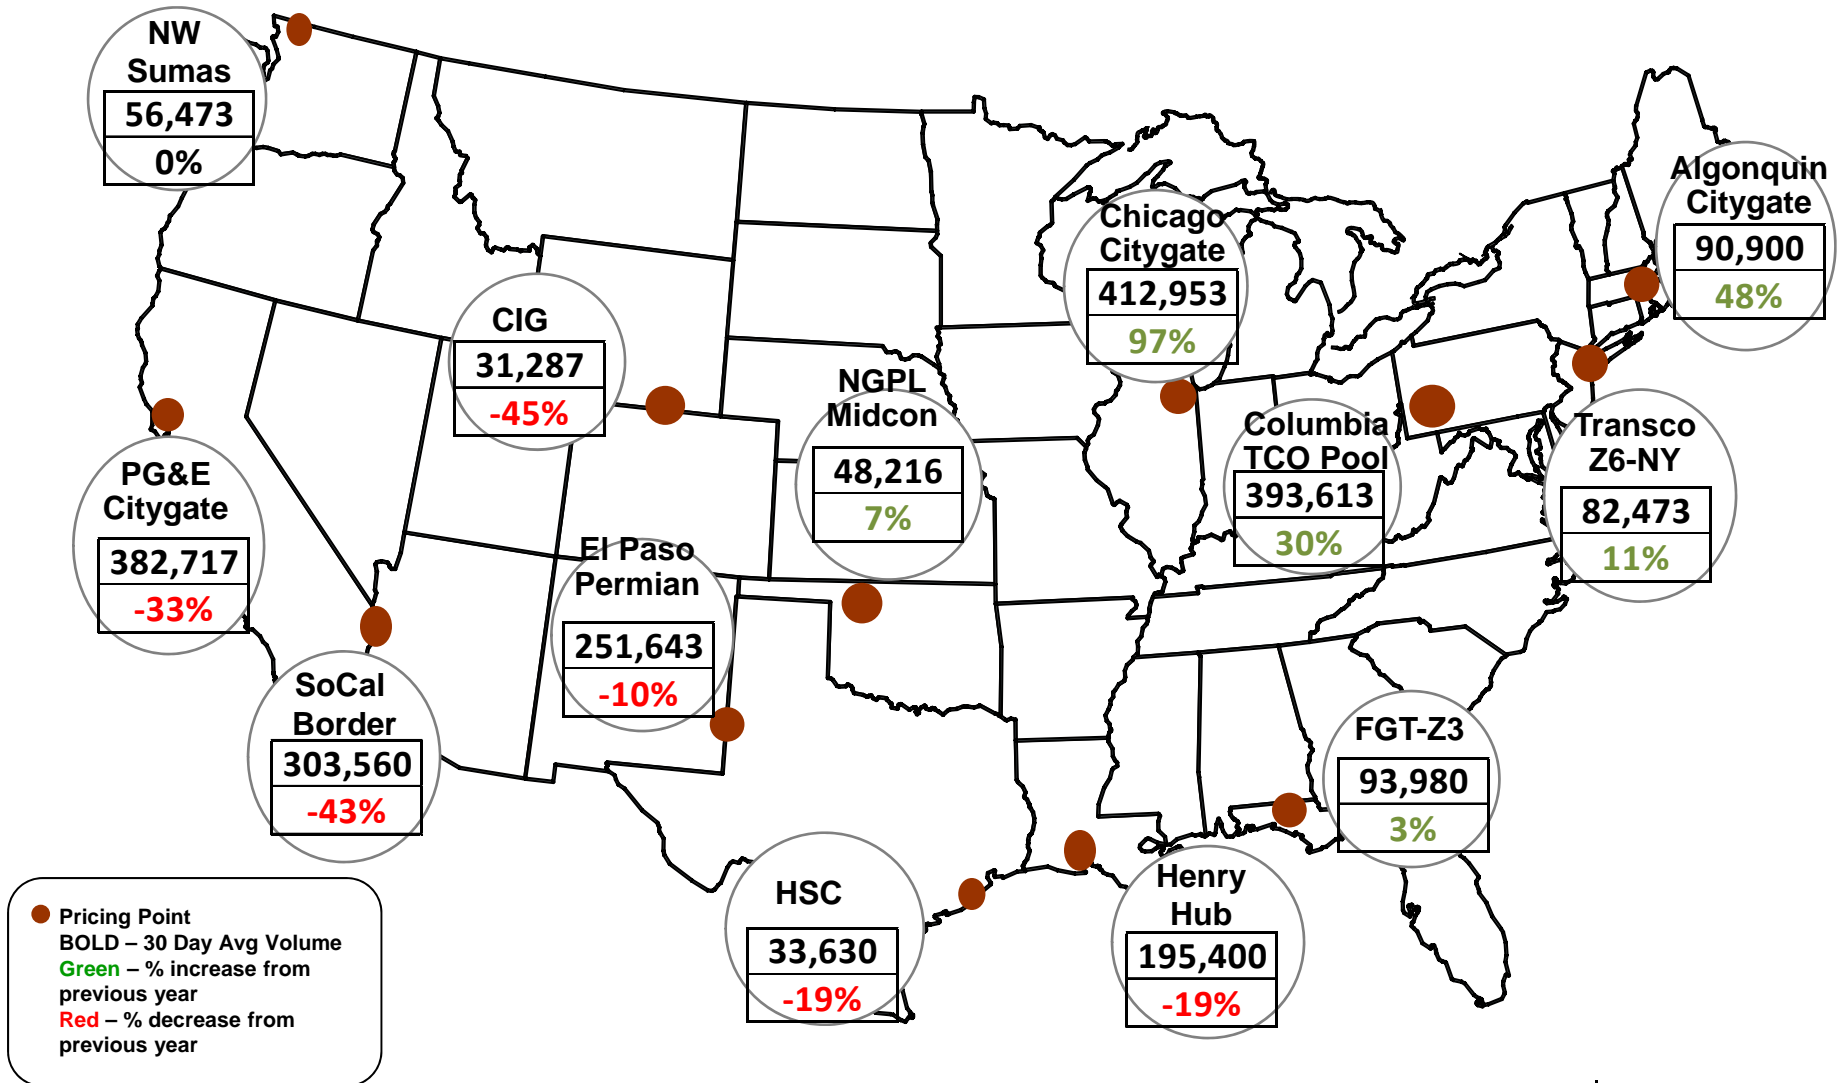 NW
Sumas
56,473
0%
Algonquin
Citygate
90,900
48%
Chicago
Citygate
412,953
97%
CIG
31,287
-45%
NGPL
Midcon
48,216
7%
Columbia
TCO Pool
393,613
30%
Transco
Z6-NY
82,473
11%
PG&E
Citygate
382,717
-33%
El Paso
Permian
251,643
-10%
SoCal
Border
303,560
-43%
FGT-Z3
93,980
3%
HSC
33,630
-19%
Henry
Hub
195,400
-19%
Pricing Point
BOLD – 30 Day Avg Volume
Green – % increase from
previous year
Red – % decrease from
previous year